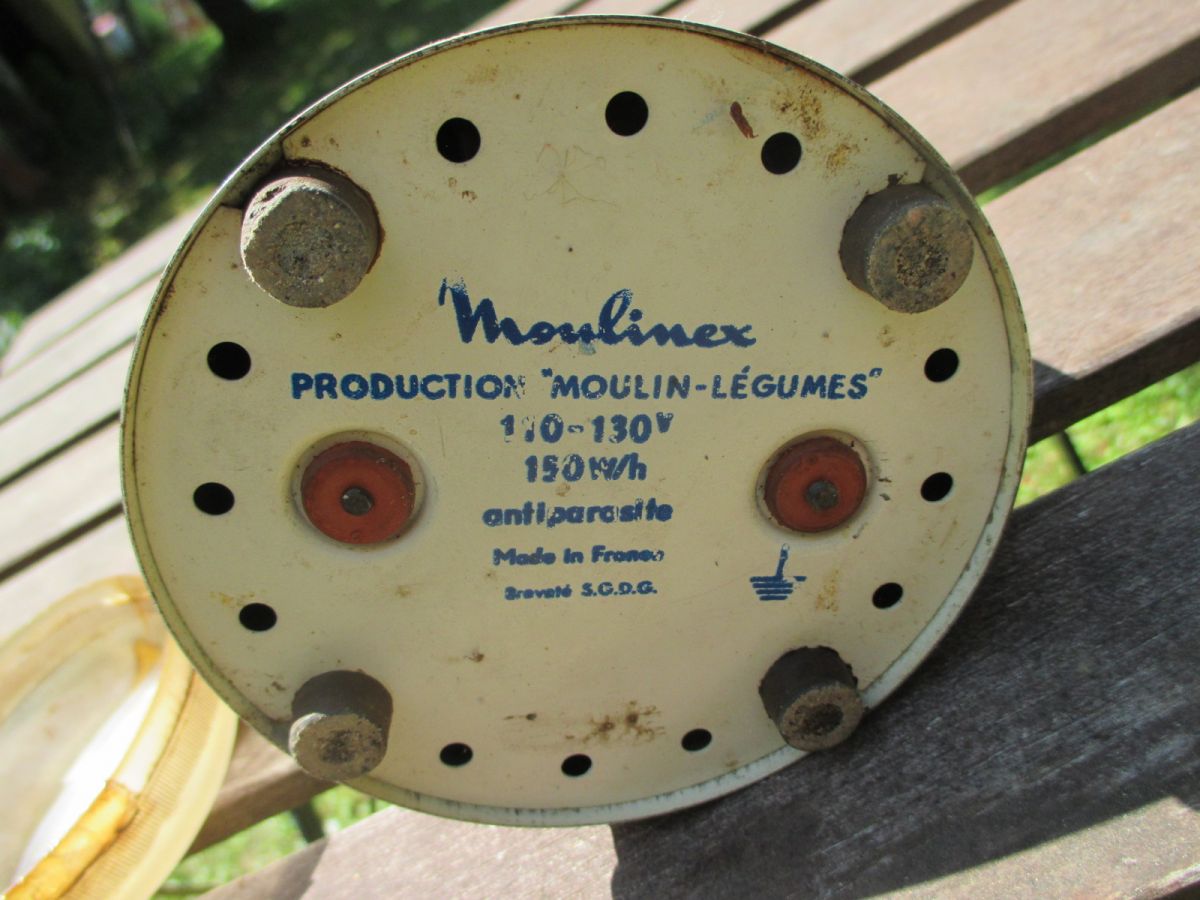 Moulinex
PRODUCTION "MOULIN-LÉGUMES"
110-130V
150W/h
antiparasite
Made in France
Breveté S.G.D.G.